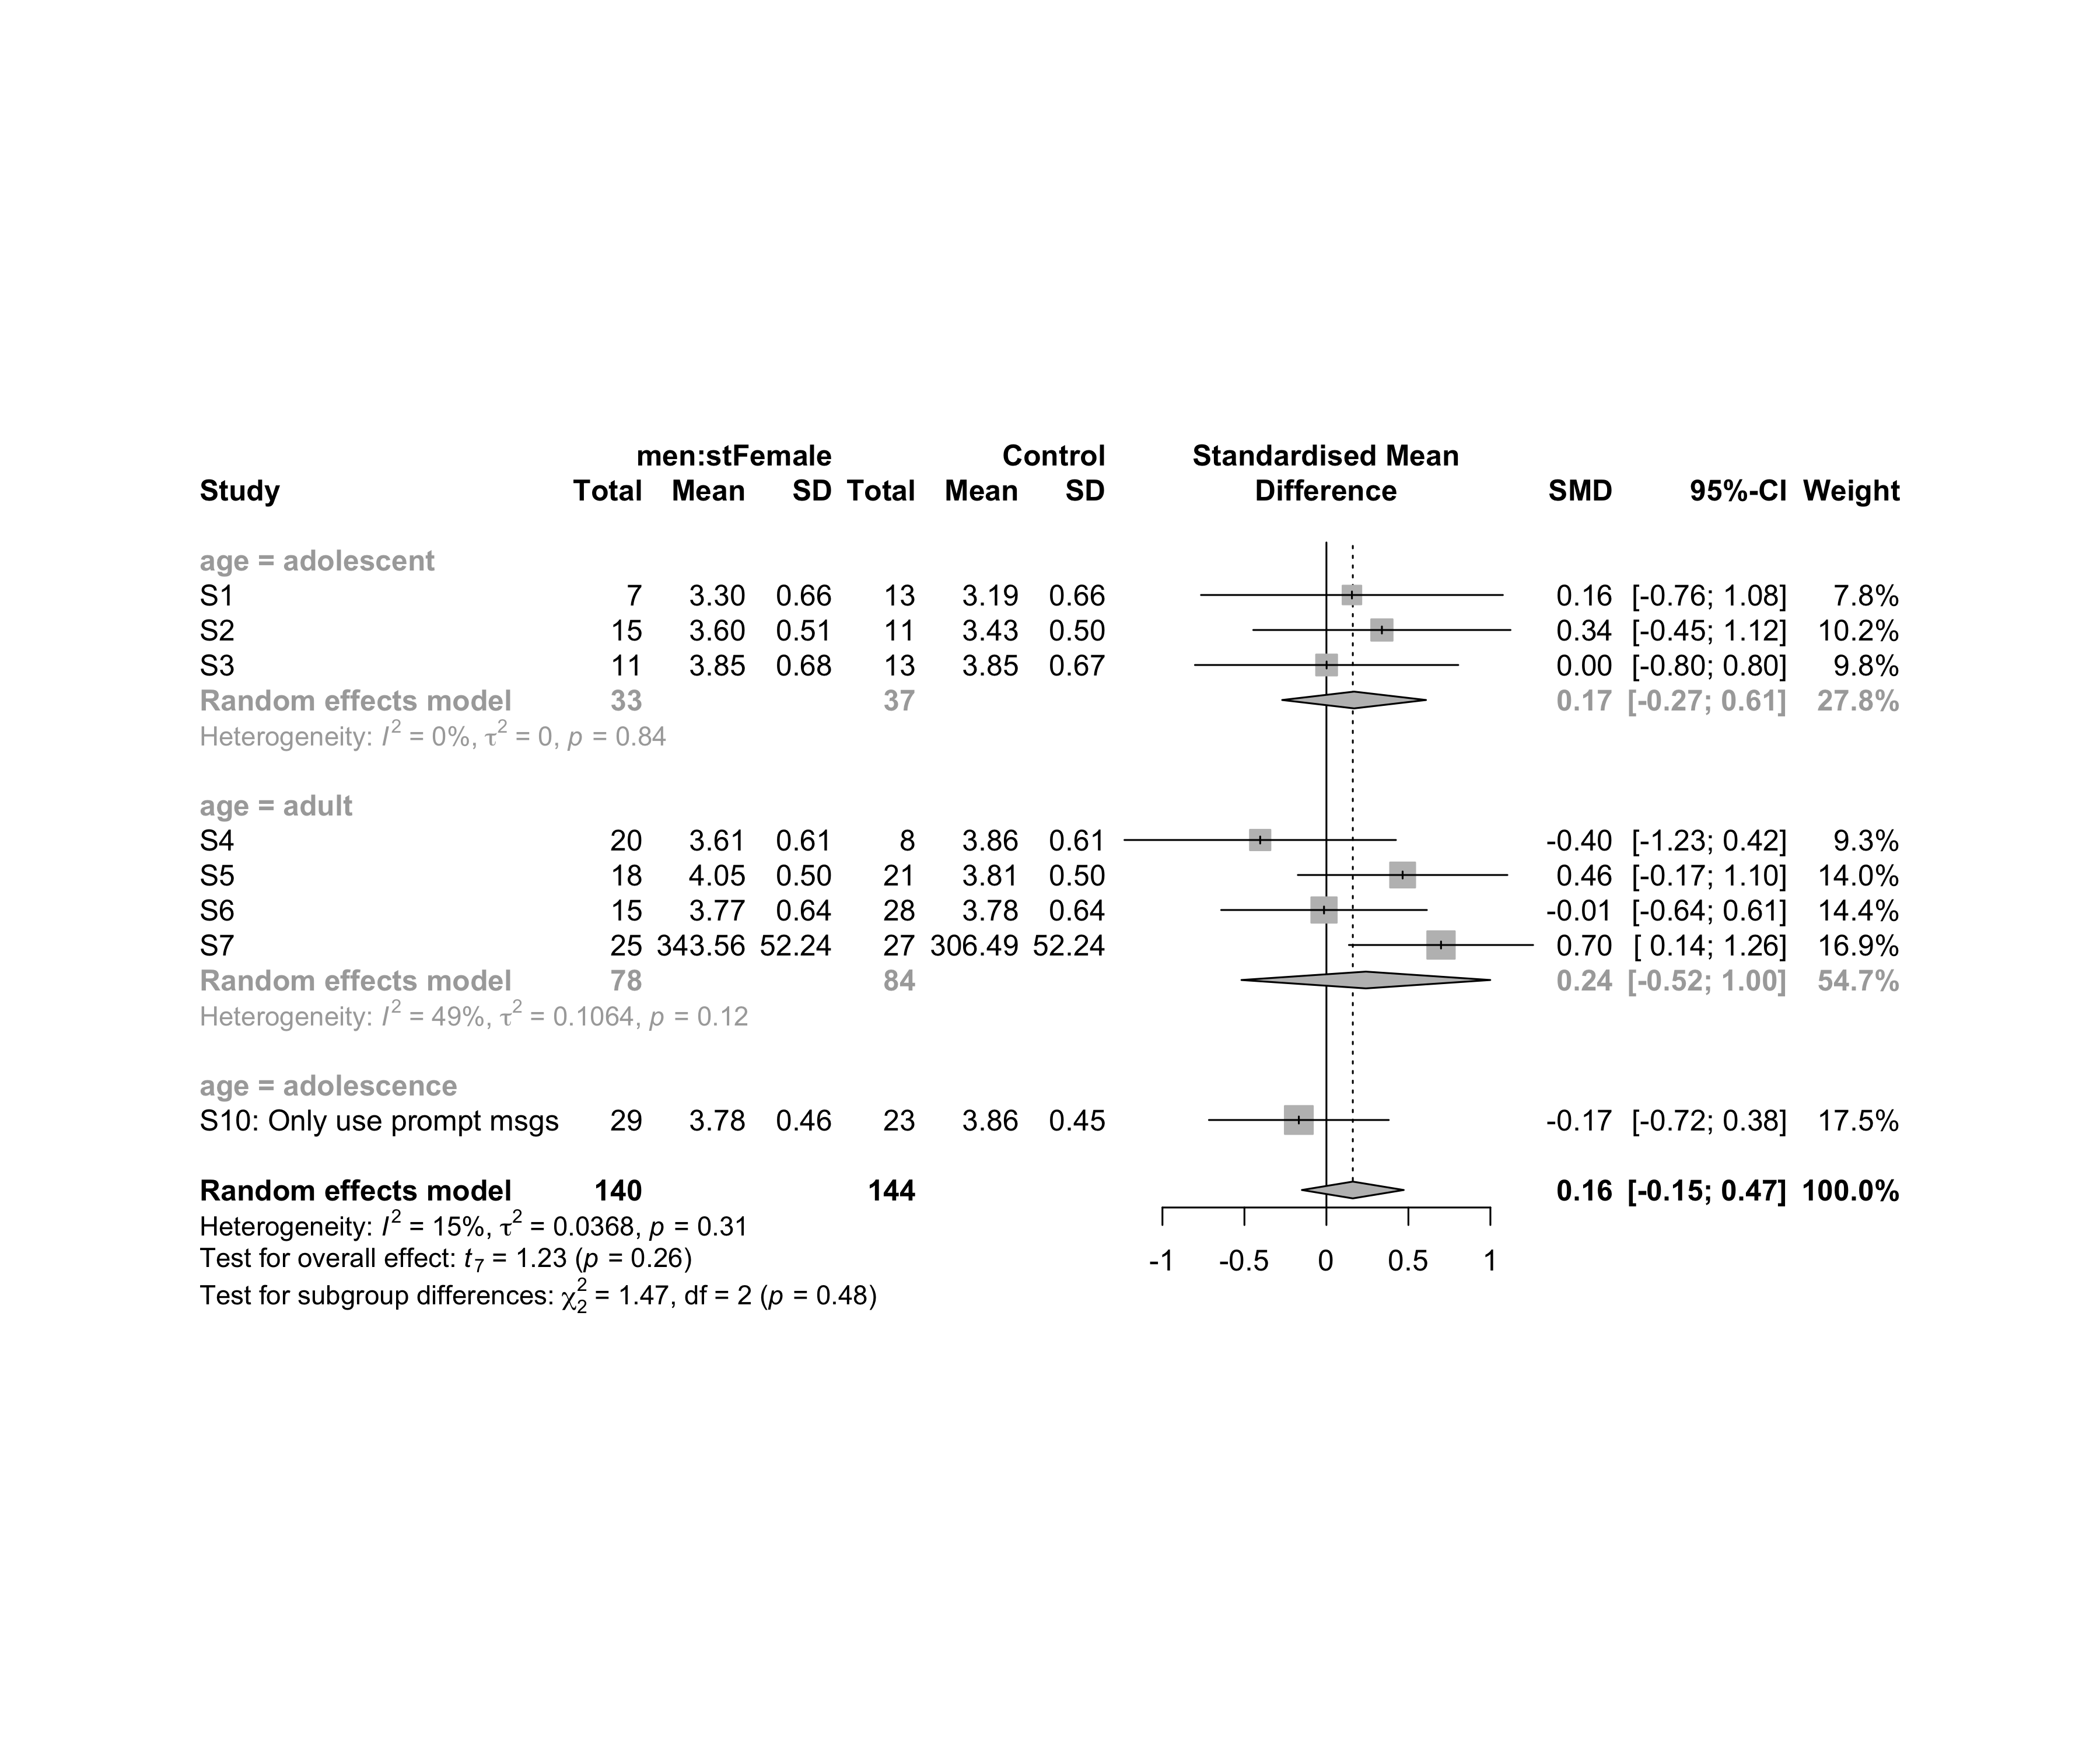 men:stFemale Control Standardised Mean
Study Total Mean SD Total Mean SD Difference SMD 95%-CI Weight
age = adolescent
S1 7 3.30 0.66 13 3.19 0.66 0.16 [-0.76; 1.08] 7.8%
S2 15 3.60 0.51 11 3.43 0.50 0.34 [-0.45; 1.12] 10.2%
S3 11 3.85 0.68 13 3.85 0.67 0.00 [-0.80; 0.80] 9.8%
Random effects model 33 37 0.17 [-0.27; 0.61] 27.8%
Heterogeneity: I² = 0%, τ² = 0, p = 0.84
age = adult
S4 20 3.61 0.61 8 3.86 0.61 -0.40 [-1.23; 0.42] 9.3%
S5 18 4.05 0.50 21 3.81 0.50 0.46 [-0.17; 1.10] 14.0%
S6 15 3.77 0.64 28 3.78 0.64 -0.01 [-0.64; 0.61] 14.4%
S7 25 343.56 52.24 27 306.49 52.24 0.70 [ 0.14; 1.26] 16.9%
Random effects model 78 84 0.24 [-0.52; 1.00] 54.7%
Heterogeneity: I² = 49%, τ² = 0.1064, p = 0.12
age = adolescence
S10: Only use prompt msgs 29 3.78 0.46 23 3.86 0.45 -0.17 [-0.72; 0.38] 17.5%
Random effects model 140 144 0.16 [-0.15; 0.47] 100.0%
Heterogeneity: I² = 15%, τ² = 0.0368, p = 0.31
Test for overall effect: t₇ = 1.23 (p = 0.26)
-1 -0.5 0 0.5 1
Test for subgroup differences: χ²₂ = 1.47, df = 2 (p = 0.48)